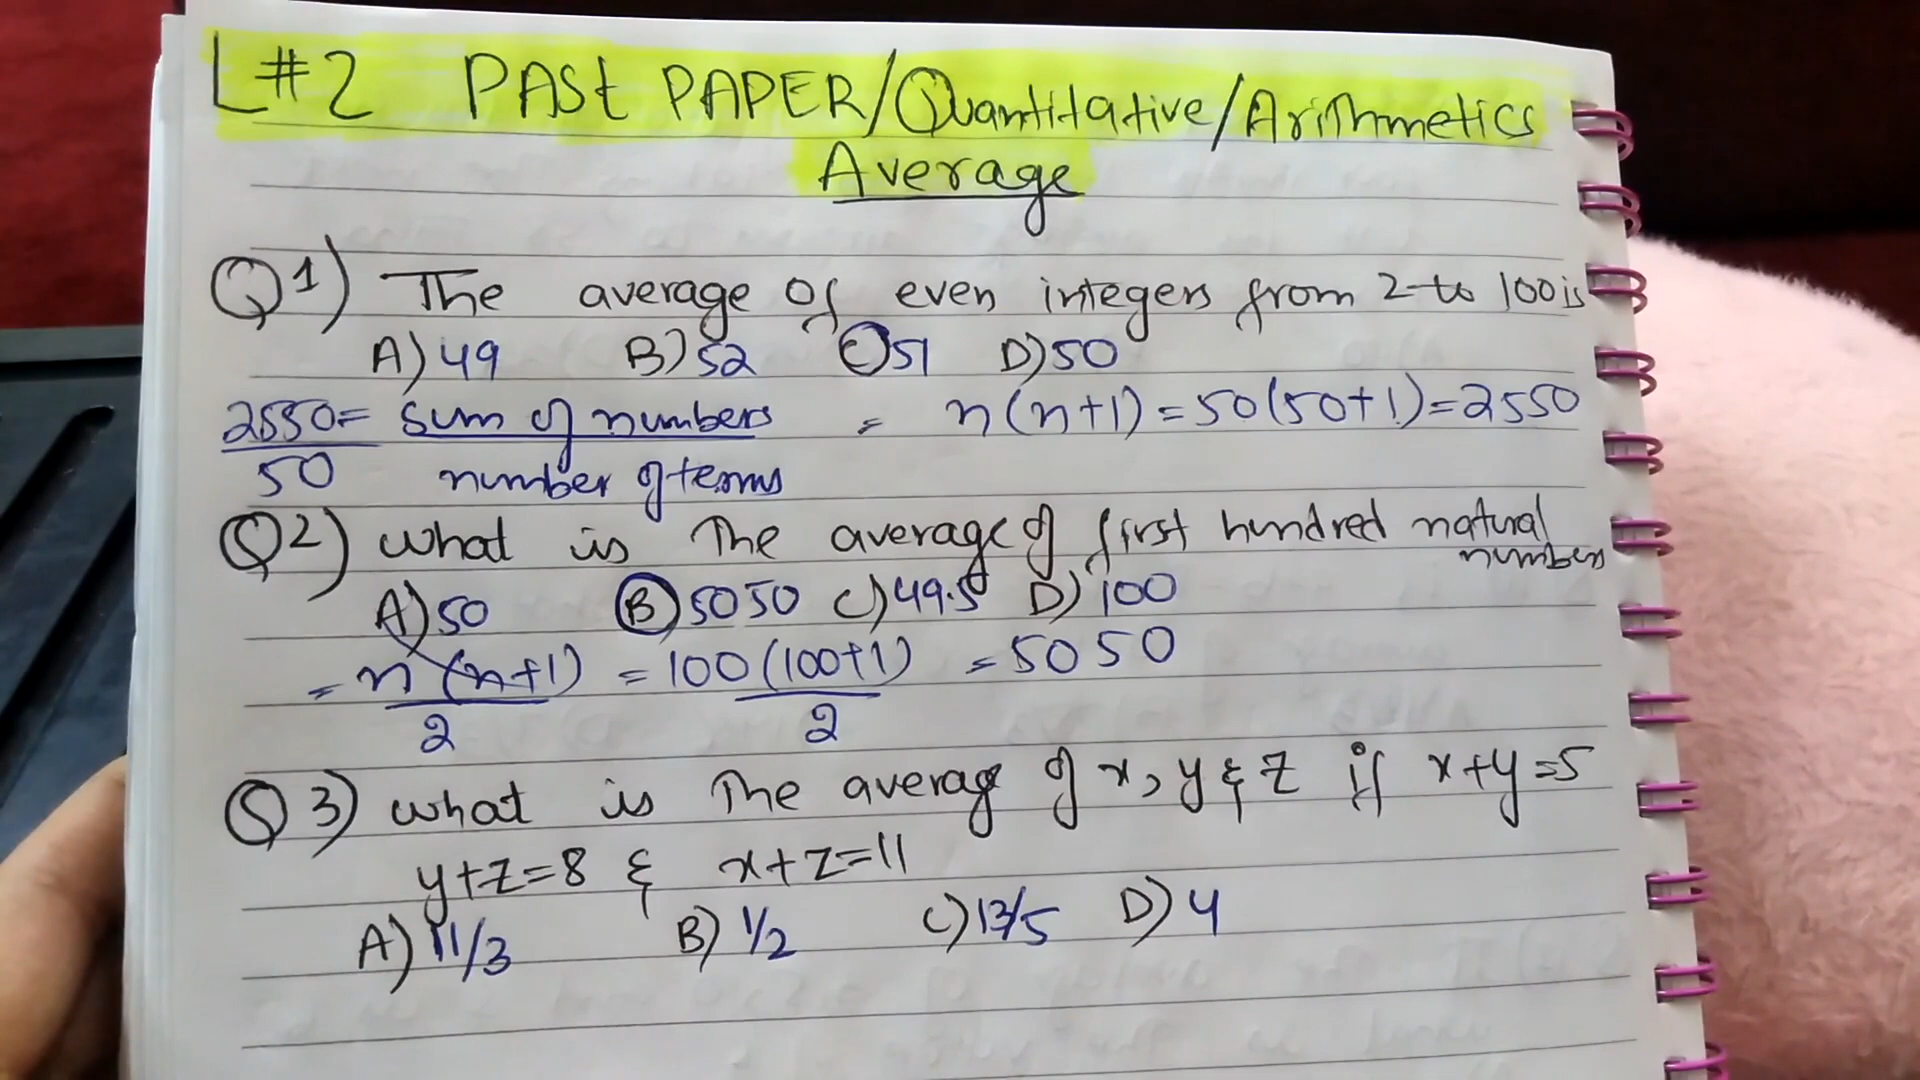 L#2 PAST PAPER/Quantitative/Arithmetics
Average
Q1) The average of even integers from 2 to 100 is
A) 49 B) 52 C) 51 D) 50
2550 = sum of numbers = n(n+1) = 50(50+1) = 2550
50 number of terms
Q2) what is The average of first hundred natural
number
A) 50 B) 5050 C) 49.5 D) 100
= n (n+1) = 100 (100+1) = 5050
2 2
Q3) what is The average of x, y & z if x+y=5
y+z=8 & x+z=11
A) 11/3 B) 1/2 C) 13/5 D) 4